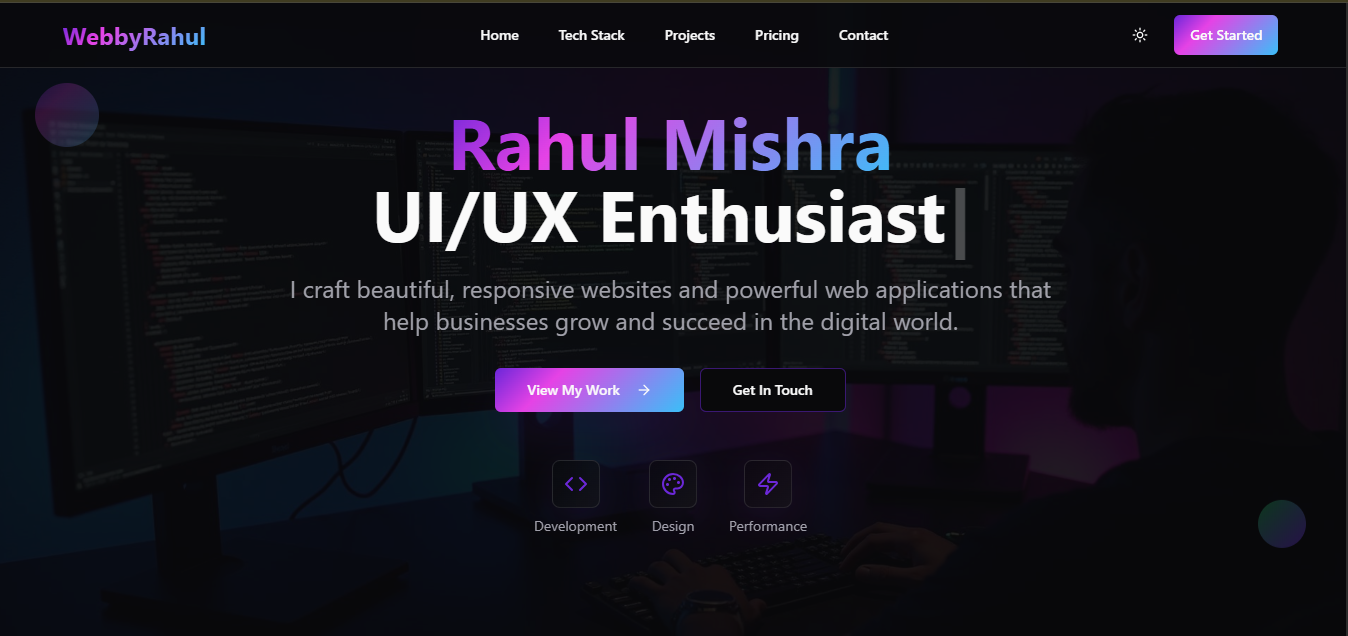 WebbyRahul
Home Tech Stack Projects Pricing Contact
Get Started
Rahul Mishra
UI/UX Enthusiast
I craft beautiful, responsive websites and powerful web applications that
help businesses grow and succeed in the digital world.
View My Work
Get In Touch
Development Design Performance